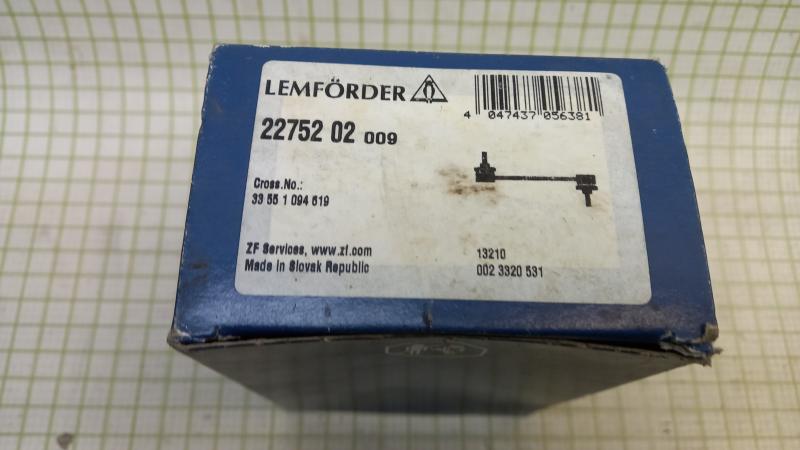 LEMFÖRDER
4 047437 056381
22752 02 009
Cross.No.:
33 55 1 094 619
ZF Services, www.zf.com
Made in Slovak Republic
13210
002 3320 531